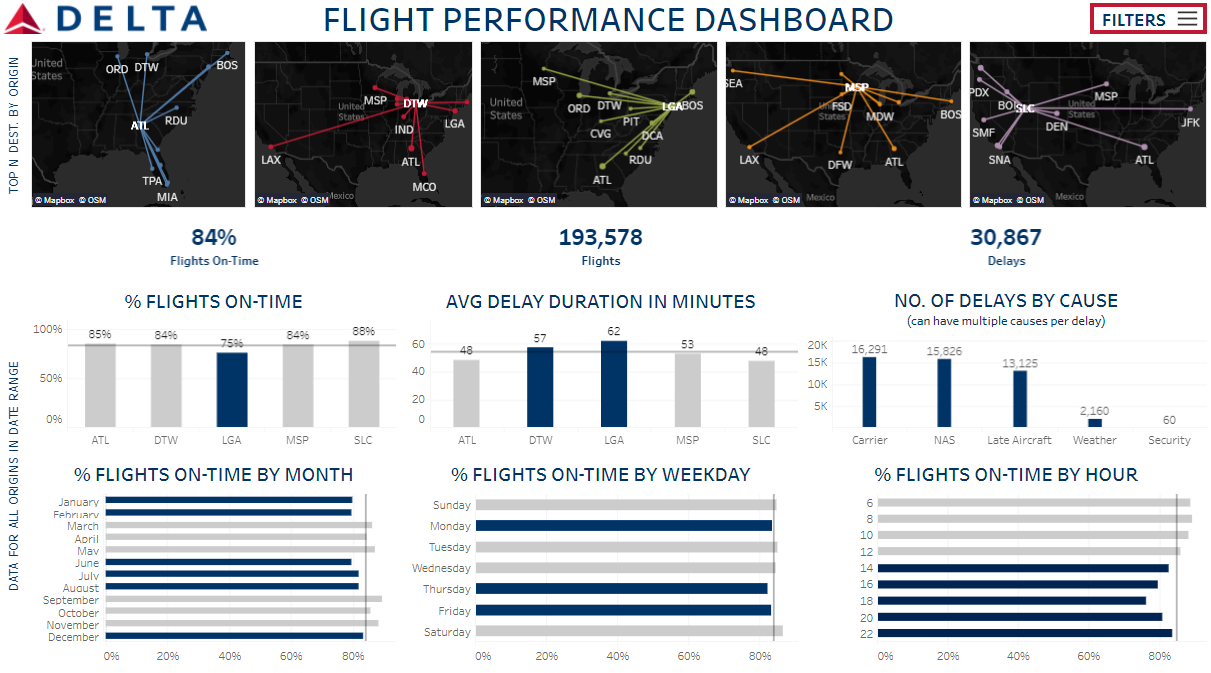 DELTA
FLIGHT PERFORMANCE DASHBOARD
FILTERS
TOP N DEST. BY ORIGIN
United
States
ORD DTW BOS
ATL RDU
TPA
MIA
© Mapbox © OSM
United
States
MSP DTW
LGA
IND
LAX ATL
MCO
Mexico
© Mapbox © OSM
United
States
MSP
ORD DTW LGA BOS
CVG PIT DCA
RDU
ATL
© Mapbox © OSM
SEA
MSP
United
States
FSD MDW BOS
LAX DFW ATL
Mexico
© Mapbox © OSM
PDX
BOI SLC MSP
United
States
SMF DEN JFK
SNA ATL
Mexico
© Mapbox © OSM
84%
Flights On-Time
193,578
Flights
30,867
Delays
DATA FOR ALL ORIGINS IN DATE RANGE
% FLIGHTS ON-TIME
100%
50%
0%
85% 84% 75% 84% 88%
ATL DTW LGA MSP SLC
AVG DELAY DURATION IN MINUTES
60
40
20
0
48 57 62 53 48
ATL DTW LGA MSP SLC
NO. OF DELAYS BY CAUSE
(can have multiple causes per delay)
20K
15K
10K
5K
16,291 15,826 13,125 2,160 60
Carrier NAS Late Aircraft Weather Security
% FLIGHTS ON-TIME BY MONTH
January
February
March
April
May
June
July
August
September
October
November
December
0% 20% 40% 60% 80%
% FLIGHTS ON-TIME BY WEEKDAY
Sunday
Monday
Tuesday
Wednesday
Thursday
Friday
Saturday
0% 20% 40% 60% 80%
% FLIGHTS ON-TIME BY HOUR
6
8
10
12
14
16
18
20
22
0% 20% 40% 60% 80%